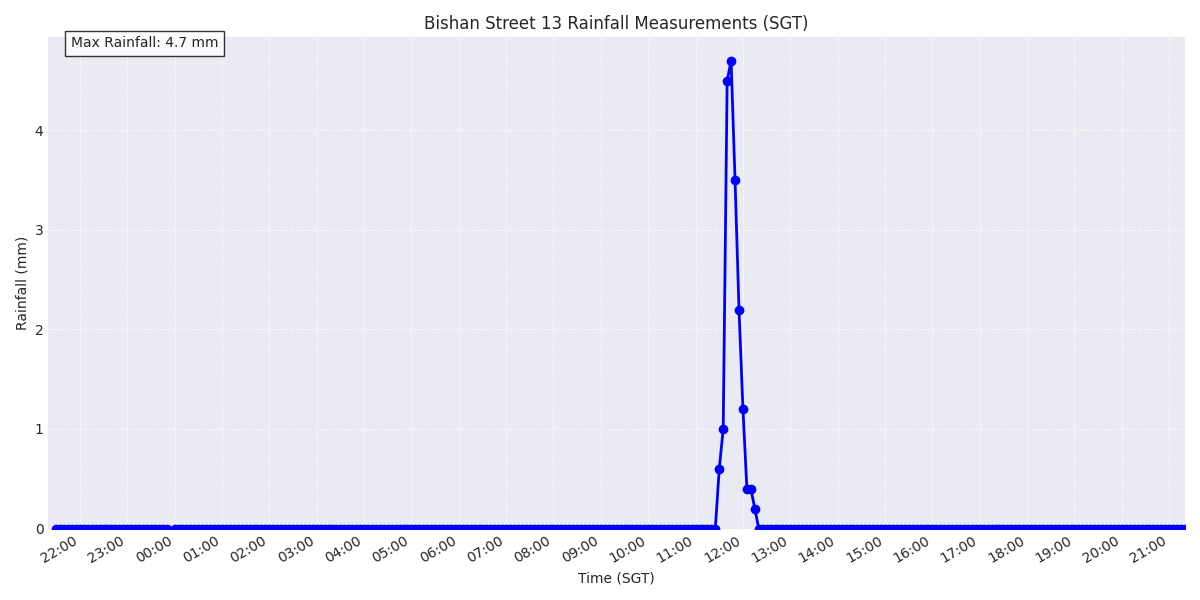 Bishan Street 13 Rainfall Measurements (SGT)
Max Rainfall: 4.7 mm
Rainfall (mm)
4
3
2
1
0
22:00 23:00 00:00 01:00 02:00 03:00 04:00 05:00 06:00 07:00 08:00 09:00 10:00 11:00 12:00 13:00 14:00 15:00 16:00 17:00 18:00 19:00 20:00 21:00
Time (SGT)